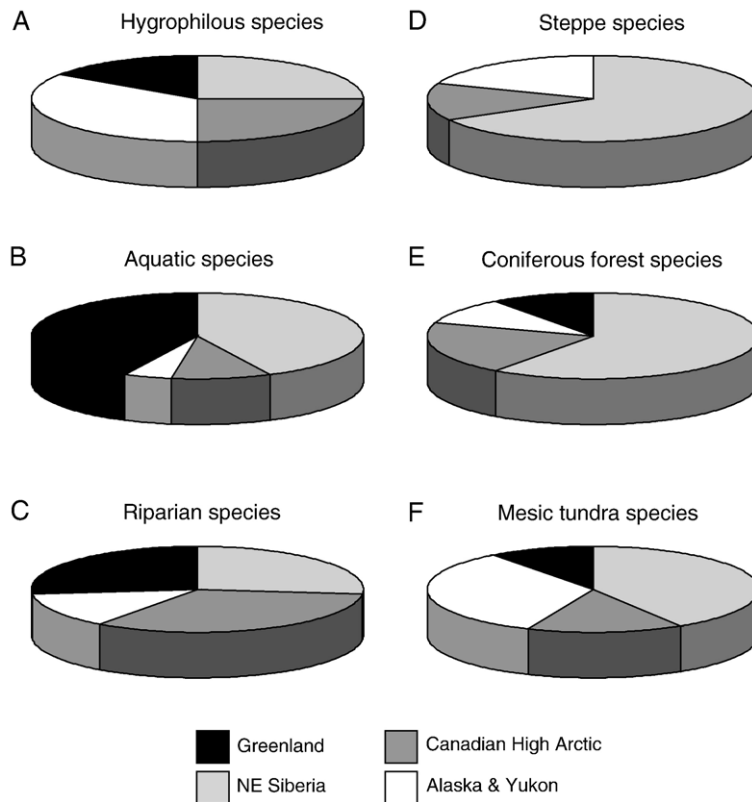 A Hygrophilous species
D Steppe species
B Aquatic species
E Coniferous forest species
C Riparian species
F Mesic tundra species
Greenland
Canadian High Arctic
NE Siberia
Alaska & Yukon